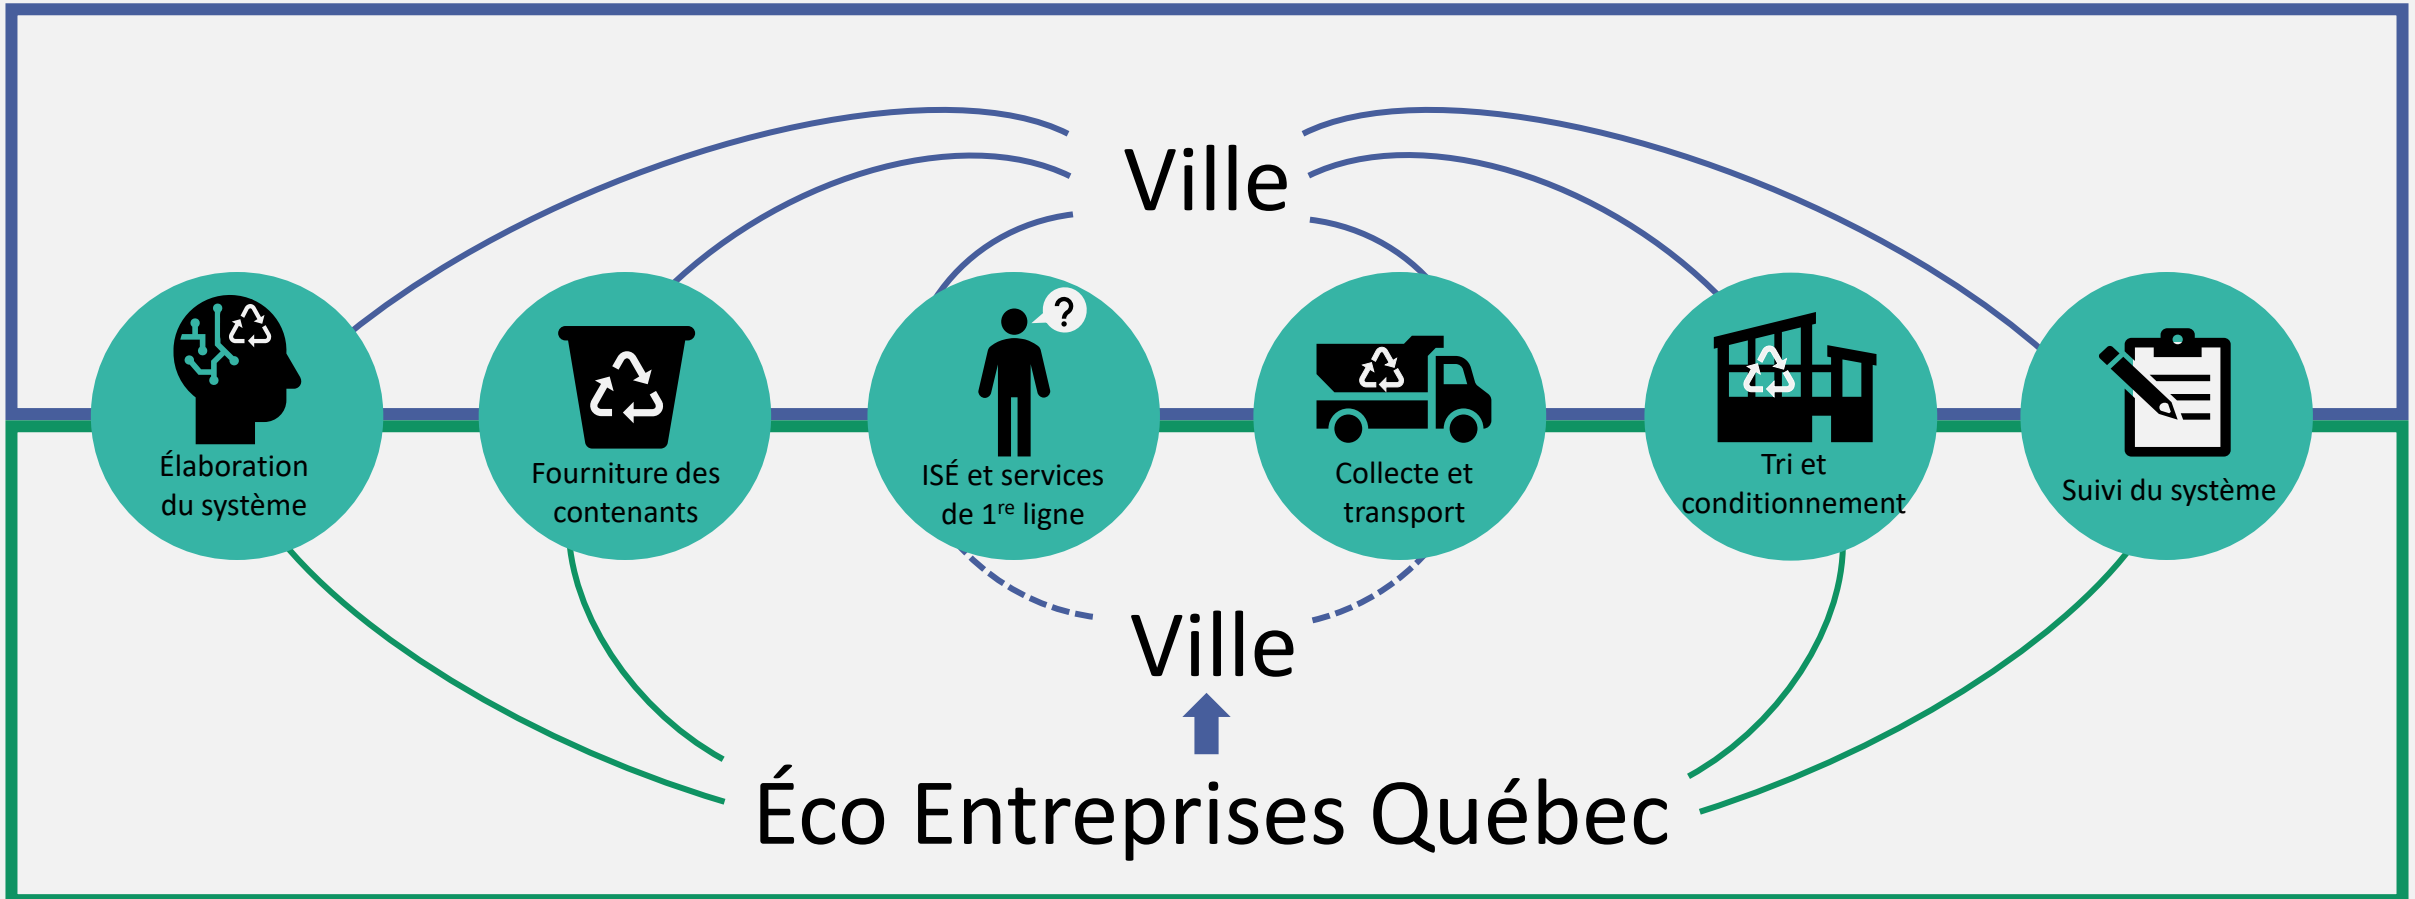 Ville
?
Élaboration
du système
Fourniture des
contenants
ISÉ et services
de 1re ligne
Collecte et
transport
Tri et
conditionnement
Suivi du système
Ville
Éco Entreprises Québec